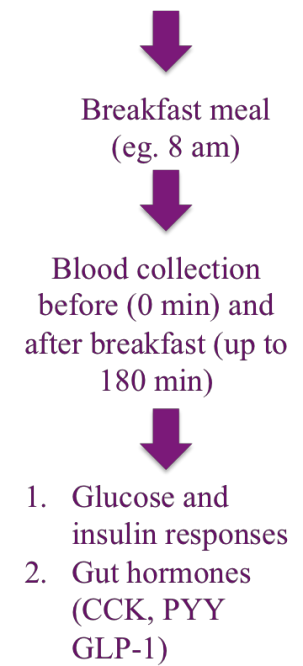 Breakfast meal
(eg. 8 am)
Blood collection
before (0 min) and
after breakfast (up to
180 min)
1. Glucose and
insulin responses
2. Gut hormones
(CCK, PYY
GLP-1)